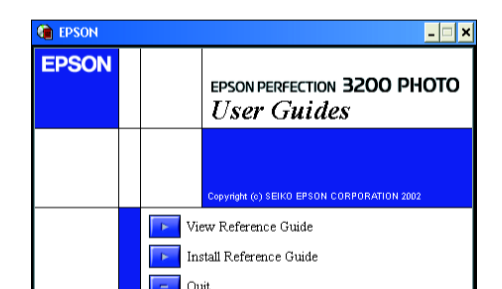 EPSON
EPSON
EPSON PERFECTION 3200 PHOTO
User Guides
Copyright (c) SEIKO EPSON CORPORATION 2002
View Reference Guide
Install Reference Guide
Quit